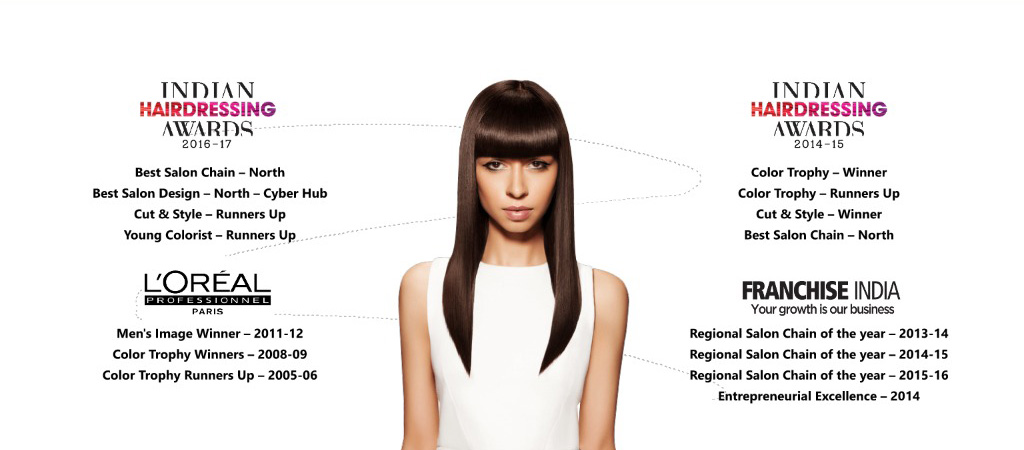 INDIAN
HAIRDRESSING
AWARDS
2016-17
Best Salon Chain – North
Best Salon Design – North – Cyber Hub
Cut & Style – Runners Up
Young Colorist – Runners Up
L'ORÉAL
PROFESSIONNEL
PARIS
Men's Image Winner – 2011-12
Color Trophy Winners – 2008-09
Color Trophy Runners Up – 2005-06
INDIAN
HAIRDRESSING
AWARDS
2014-15
Color Trophy – Winner
Color Trophy – Runners Up
Cut & Style – Winner
Best Salon Chain – North
FRANCHISE INDIA
Your growth is our business
Regional Salon Chain of the year – 2013-14
Regional Salon Chain of the year – 2014-15
Regional Salon Chain of the year – 2015-16
Entrepreneurial Excellence – 2014